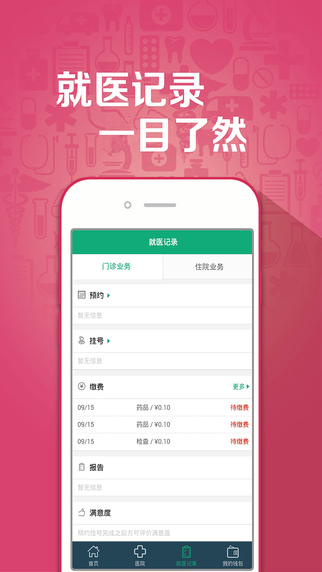 就医记录
一目了然
就医记录
门诊业务 住院业务
预约
暂无信息
挂号
暂无信息
缴费 更多
09/15 药品 / ¥0.10 待缴费
09/15 药品 / ¥0.10 待缴费
09/15 检查 / ¥0.10 待缴费
报告
暂无信息
满意度
预约挂号完成之后方可评价满意度
首页 医院 就医记录 我的钱包